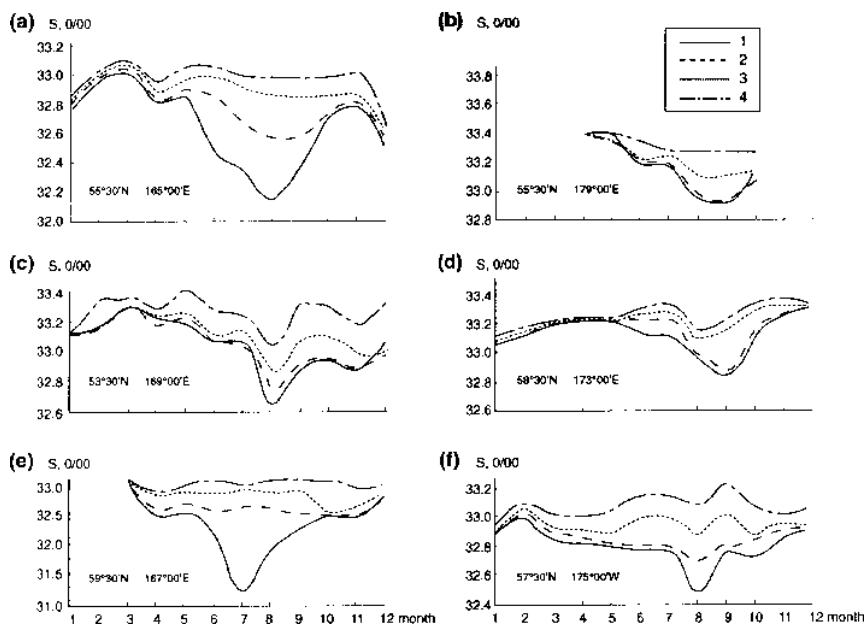 (a) S, 0/00
33.2
33.0
32.8
32.6
32.4
32.2
32.0
55°30'N 165°00'E
(b) S, 0/00
1
2
3
4
33.8
33.6
33.4
33.2
33.0
32.8
55°30'N 179°00'E
(c) S, 0/00
33.4
33.2
33.0
32.8
32.6
53°30'N 169°00'E
(d) S, 0/00
33.4
33.2
33.0
32.8
32.6
58°30'N 173°00'E
(e) S, 0/00
33.0
32.5
32.0
31.5
31.0
59°30'N 167°00'E
1 2 3 4 5 6 7 8 9 10 11 12 month
(f) S, 0/00
33.4
33.2
33.0
32.8
32.6
32.4
57°30'N 175°00'W
1 2 3 4 5 6 7 8 9 10 11 12 month